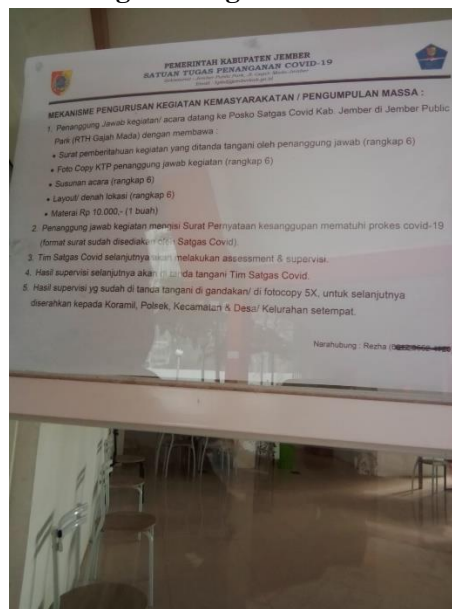 PEMERINTAH KABUPATEN JEMBER
SATUAN TUGAS PENANGANAN COVID-19
MEKANISME PENGURUSAN KEGIATAN KEMASYARAKATAN / PENGUMPULAN MASSA :
1. Penanggung Jawab kegiatan/ acara datang ke Posko Satgas Covid Kab. Jember di Jember Public
Park (RTH Gajah Mada) dengan membawa :
• Surat pemberitahuan kegiatan yang ditanda tangani oleh penanggung jawab (rangkap 6)
• Foto Copy KTP penanggung jawab kegiatan (rangkap 6)
• Susunan acara (rangkap 6)
• Layout/ denah lokasi (rangkap 6)
• Materai Rp 10.000,- (1 buah)
2. Penanggung jawab kegiatan mengisi Surat Pernyataan kesanggupan mematuhi prokes covid-19
(format surat sudah disediakan oleh Satgas Covid).
3. Tim Satgas Covid selanjutnya akan melakukan assessment & supervisi.
4. Hasil supervisi selanjutnya akan di tanda tangani Tim Satgas Covid.
5. Hasil supervisi yg sudah di tanda tangani di gandakan/ di fotocopy 5X, untuk selanjutnya
diserahkan kepada Koramil, Polsek, Kecamatan & Desa/ Kelurahan setempat.
Narahubung : Rezha